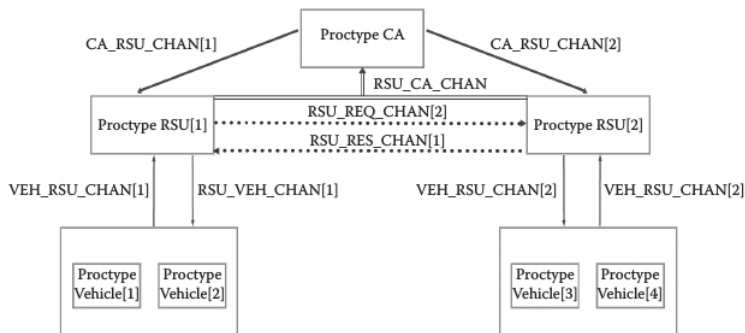 Proctype CA
CA_RSU_CHAN[1]
CA_RSU_CHAN[2]
RSU_CA_CHAN
Proctype RSU[1]
RSU_REQ_CHAN[2]
Proctype RSU[2]
RSU_RES_CHAN[1]
VEH_RSU_CHAN[1]
RSU_VEH_CHAN[1]
VEH_RSU_CHAN[2]
VEH_RSU_CHAN[2]
Proctype
Vehicle[1]
Proctype
Vehicle[2]
Proctype
Vehicle[3]
Proctype
Vehicle[4]